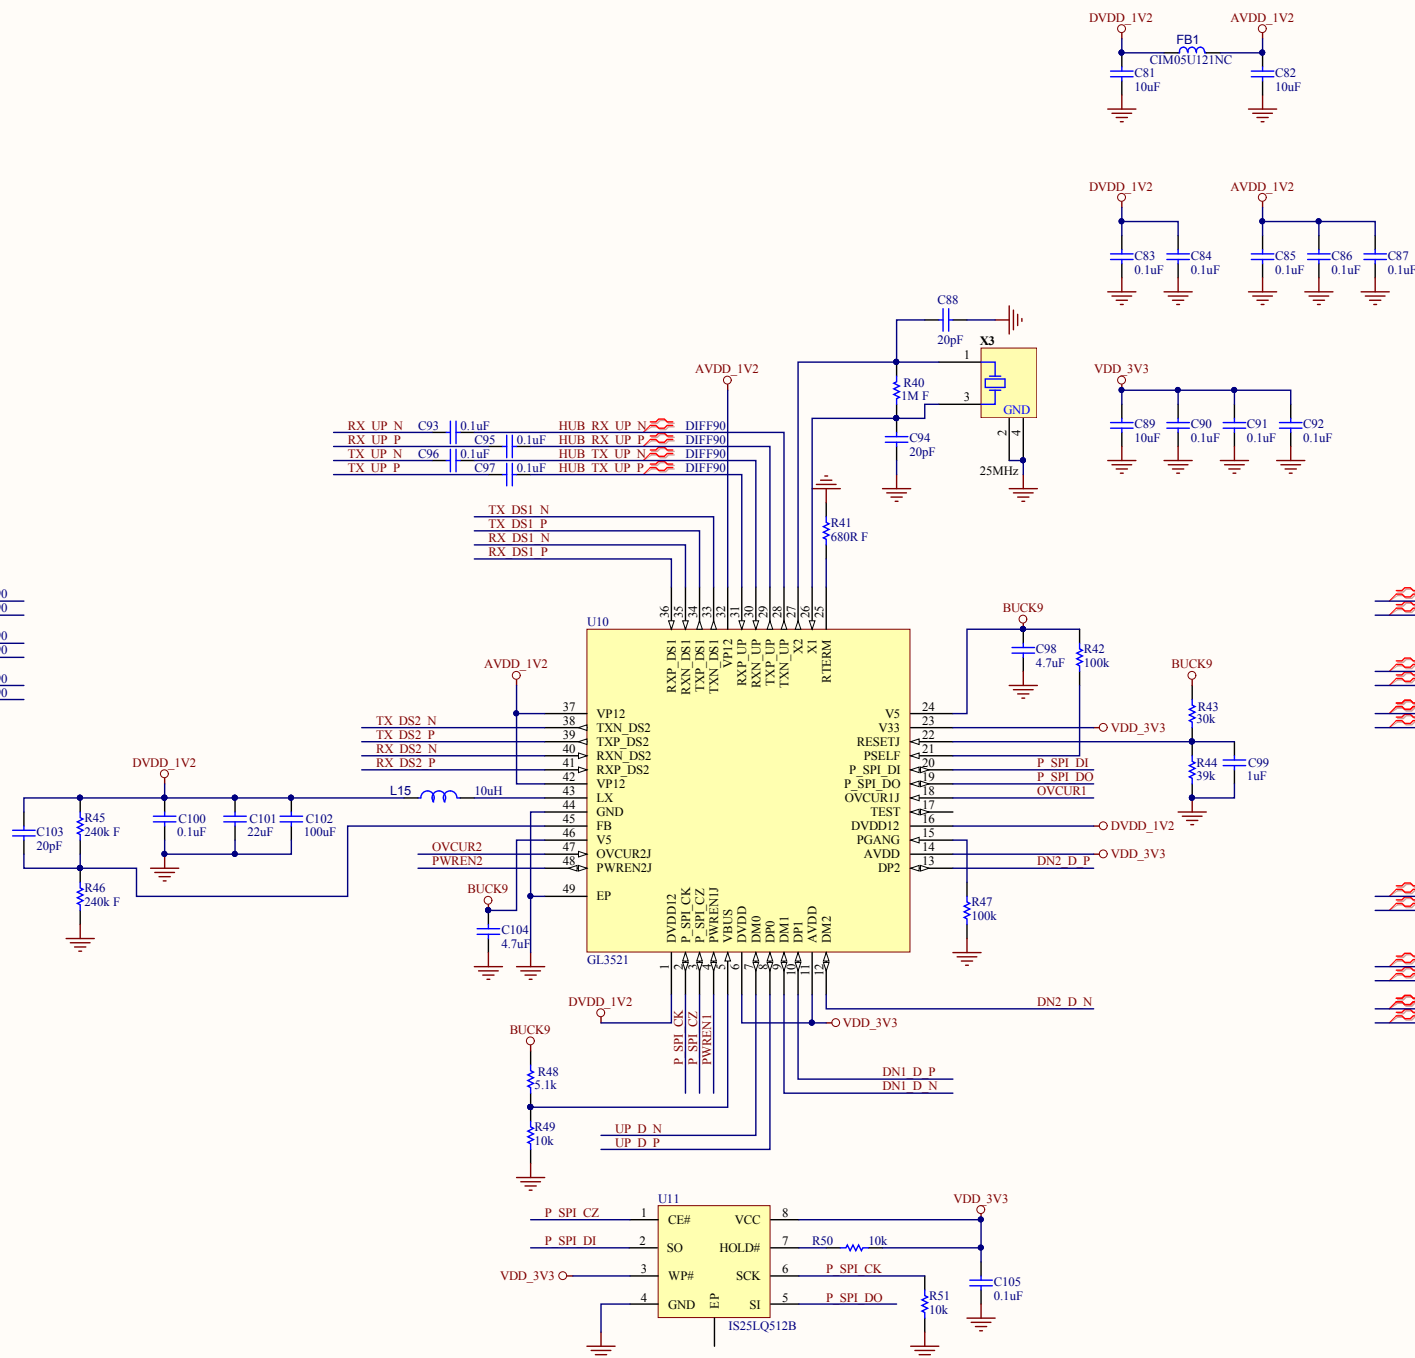 DVDD_1V2 AVDD_1V2
FB1
CIM05U121NC
C81 C82
10uF 10uF
DVDD_1V2 AVDD_1V2
C83 C84 C85 C86 C87
0.1uF 0.1uF 0.1uF 0.1uF 0.1uF
C88
20pF
X3
1
R40
1M F
3
GND
2 4
C94
20pF
25MHz
VDD_3V3
C89 C90 C91 C92
10uF 0.1uF 0.1uF 0.1uF
AVDD_1V2
RX_UP_N C93 0.1uF HUB_RX_UP_N DIFF90
RX_UP_P C95 0.1uF HUB_RX_UP_P DIFF90
TX_UP_N C96 0.1uF HUB_TX_UP_N DIFF90
TX_UP_P C97 0.1uF HUB_TX_UP_P DIFF90
TX_DS1_N
TX_DS1_P
RX_DS1_N
RX_DS1_P
R41
680R F
36 35 34 33 32 31 30 29 28 27 26 25
U10
RXP_DS1 RXN_DS1 TXP_DS1 TXN_DS1 VP12 RXP_UP RXN_UP TXP_UP TXN_UP X2 X1 RTERM
BUCK9
C98
4.7uF
R42
100k
BUCK9
R43
30k
R44
39k
C99
1uF
AVDD_1V2
37 VP12
TX_DS2_N 38 TXN_DS2
TX_DS2_P 39 TXP_DS2
RX_DS2_N 40 RXN_DS2
RX_DS2_P 41 RXP_DS2
42 VP12
L15 10uH 43 LX
44 GND
45 FB
46 V5
OVCUR2 47 OVCUR2J
PWREN2 48 PWREN2J
49 EP
V5 24
V33 23 VDD_3V3
RESETJ 22
PSELF 21
P_SPI_DI 20 P_SPI_DI
P_SPI_DO 19 P_SPI_DO
OVCUR1J 18 OVCUR1
TEST 17
DVDD12 16 DVDD_1V2
PGANG 15
AVDD 14 VDD_3V3
DP2 13 DN2_D_P
DVDD_1V2
C103
20pF
R45
240k F
C100
0.1uF
C101
22uF
C102
100uF
R46
240k F
BUCK9
C104
4.7uF
R47
100k
DVDD12 P_SPI_CK P_SPI_CZ PWREN1J VBUS DVDD DM0 DP0 DM1 DP1 AVDD DM2
GL3521
1 2 3 4 5 6 7 8 9 10 11 12
DVDD_1V2
P_SPI_CK P_SPI_CZ PWREN1
DN2_D_N
VDD_3V3
BUCK9
R48
5.1k
R49
10k
DN1_D_P
DN1_D_N
UP_D_N
UP_D_P
U11
P_SPI_CZ 1 CE#
P_SPI_DI 2 SO
VDD_3V3 3 WP#
4 GND
EP
VCC 8
HOLD# 7 R50 10k
SCK 6 P_SPI_CK
SI 5 P_SPI_DO
IS25LQ512B
VDD_3V3
R51
10k
C105
0.1uF